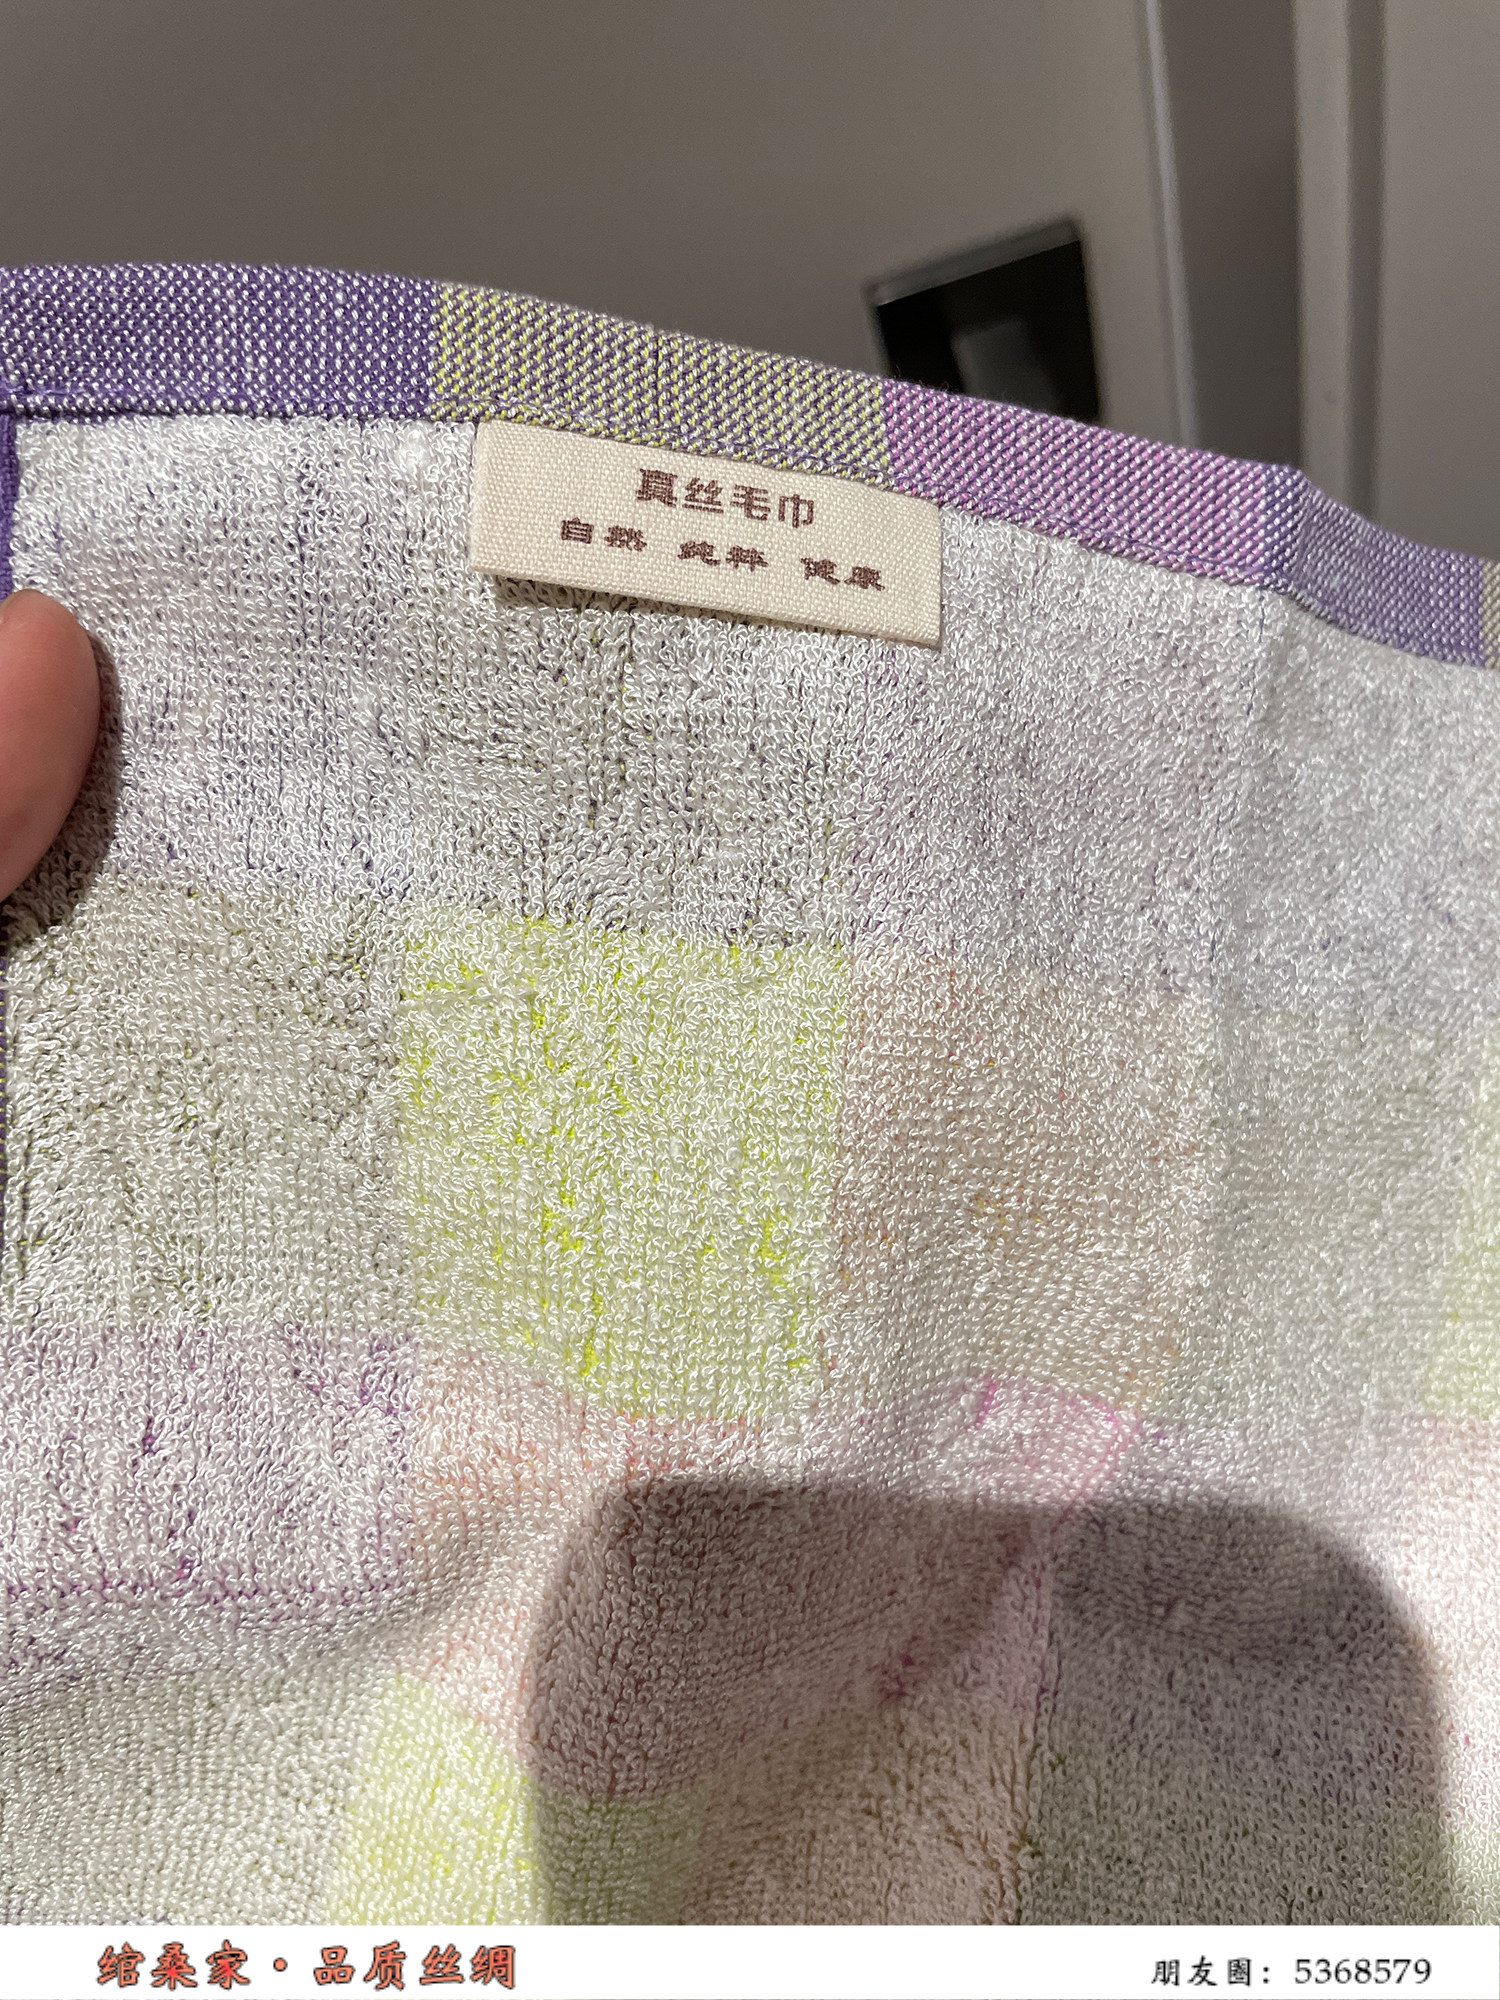 真丝毛巾
自然 纯粹 健康
绾桑家·品质丝绸
朋友圈：5368579